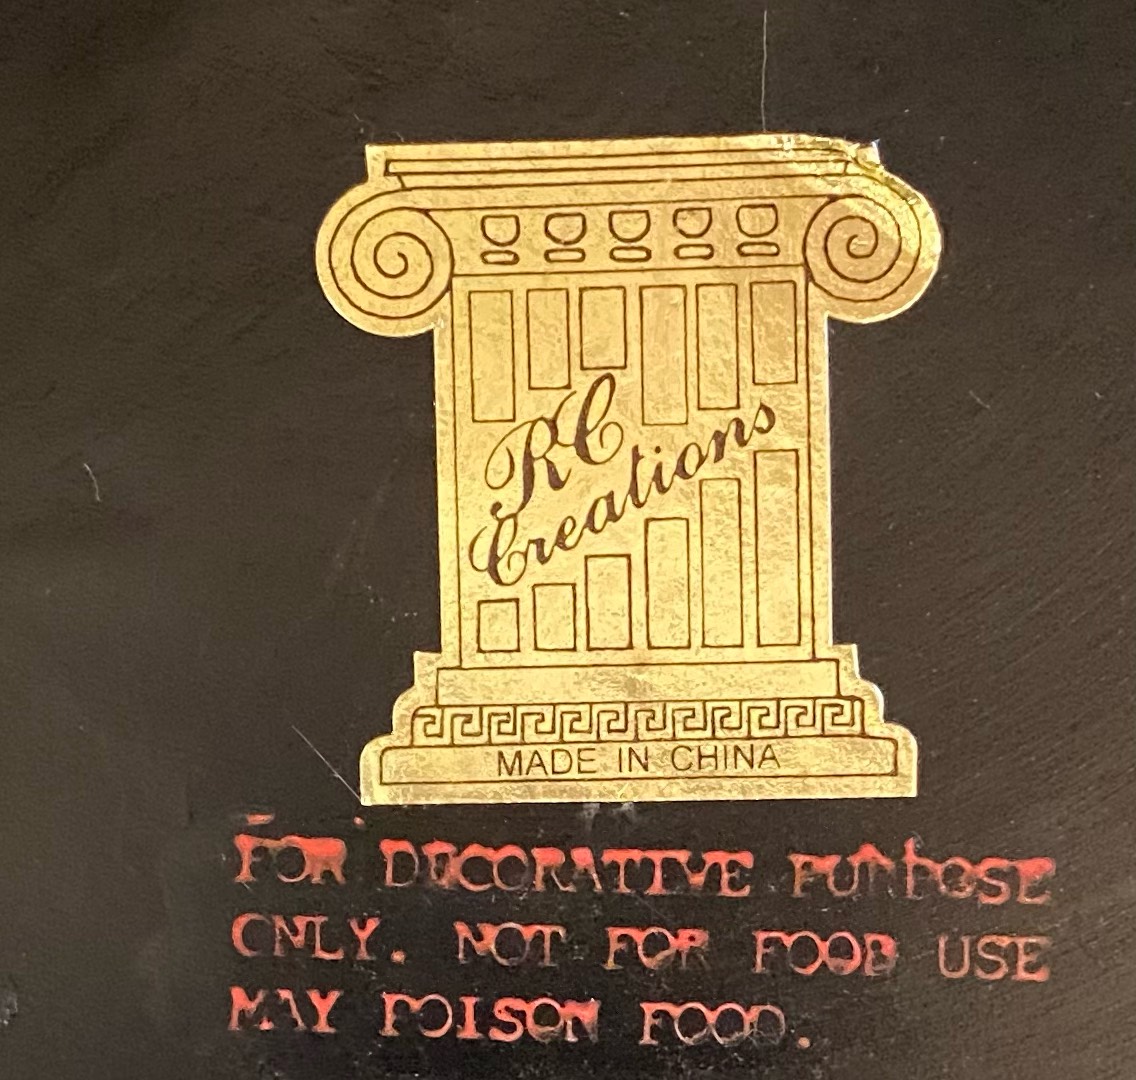 RC
Creations
MADE IN CHINA
FOR DECORATIVE PURPOSE
ONLY. NOT FOR FOOD USE
MAY POISON FOOD.